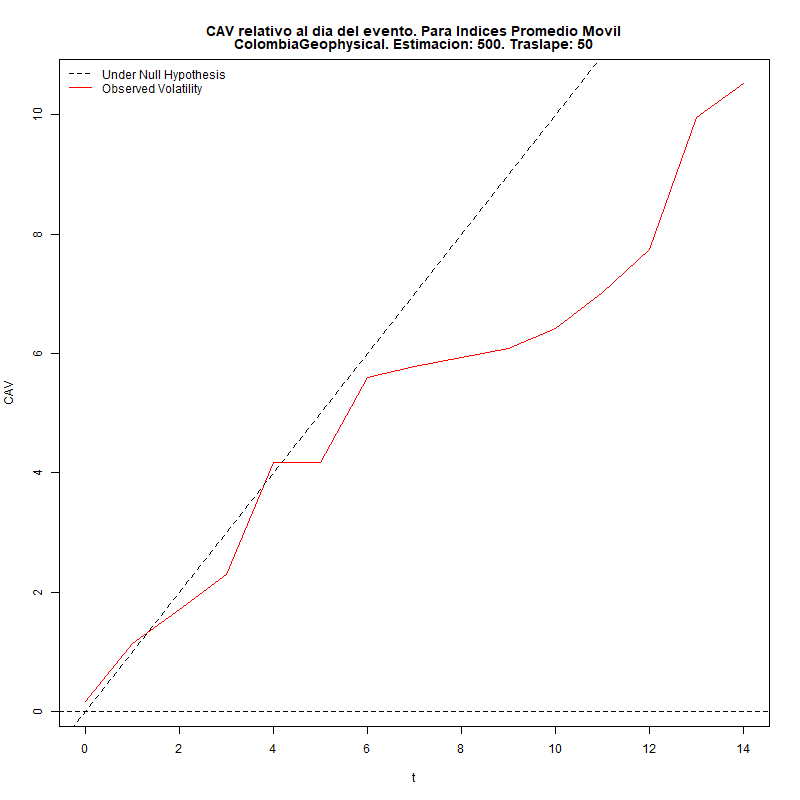 CAV relativo al dia del evento. Para Indices Promedio Movil
ColombiaGeophysical. Estimacion: 500. Traslape: 50
Under Null Hypothesis
Observed Volatility
10
8
6
4
2
0
CAV
0 2 4 6 8 10 12 14
t